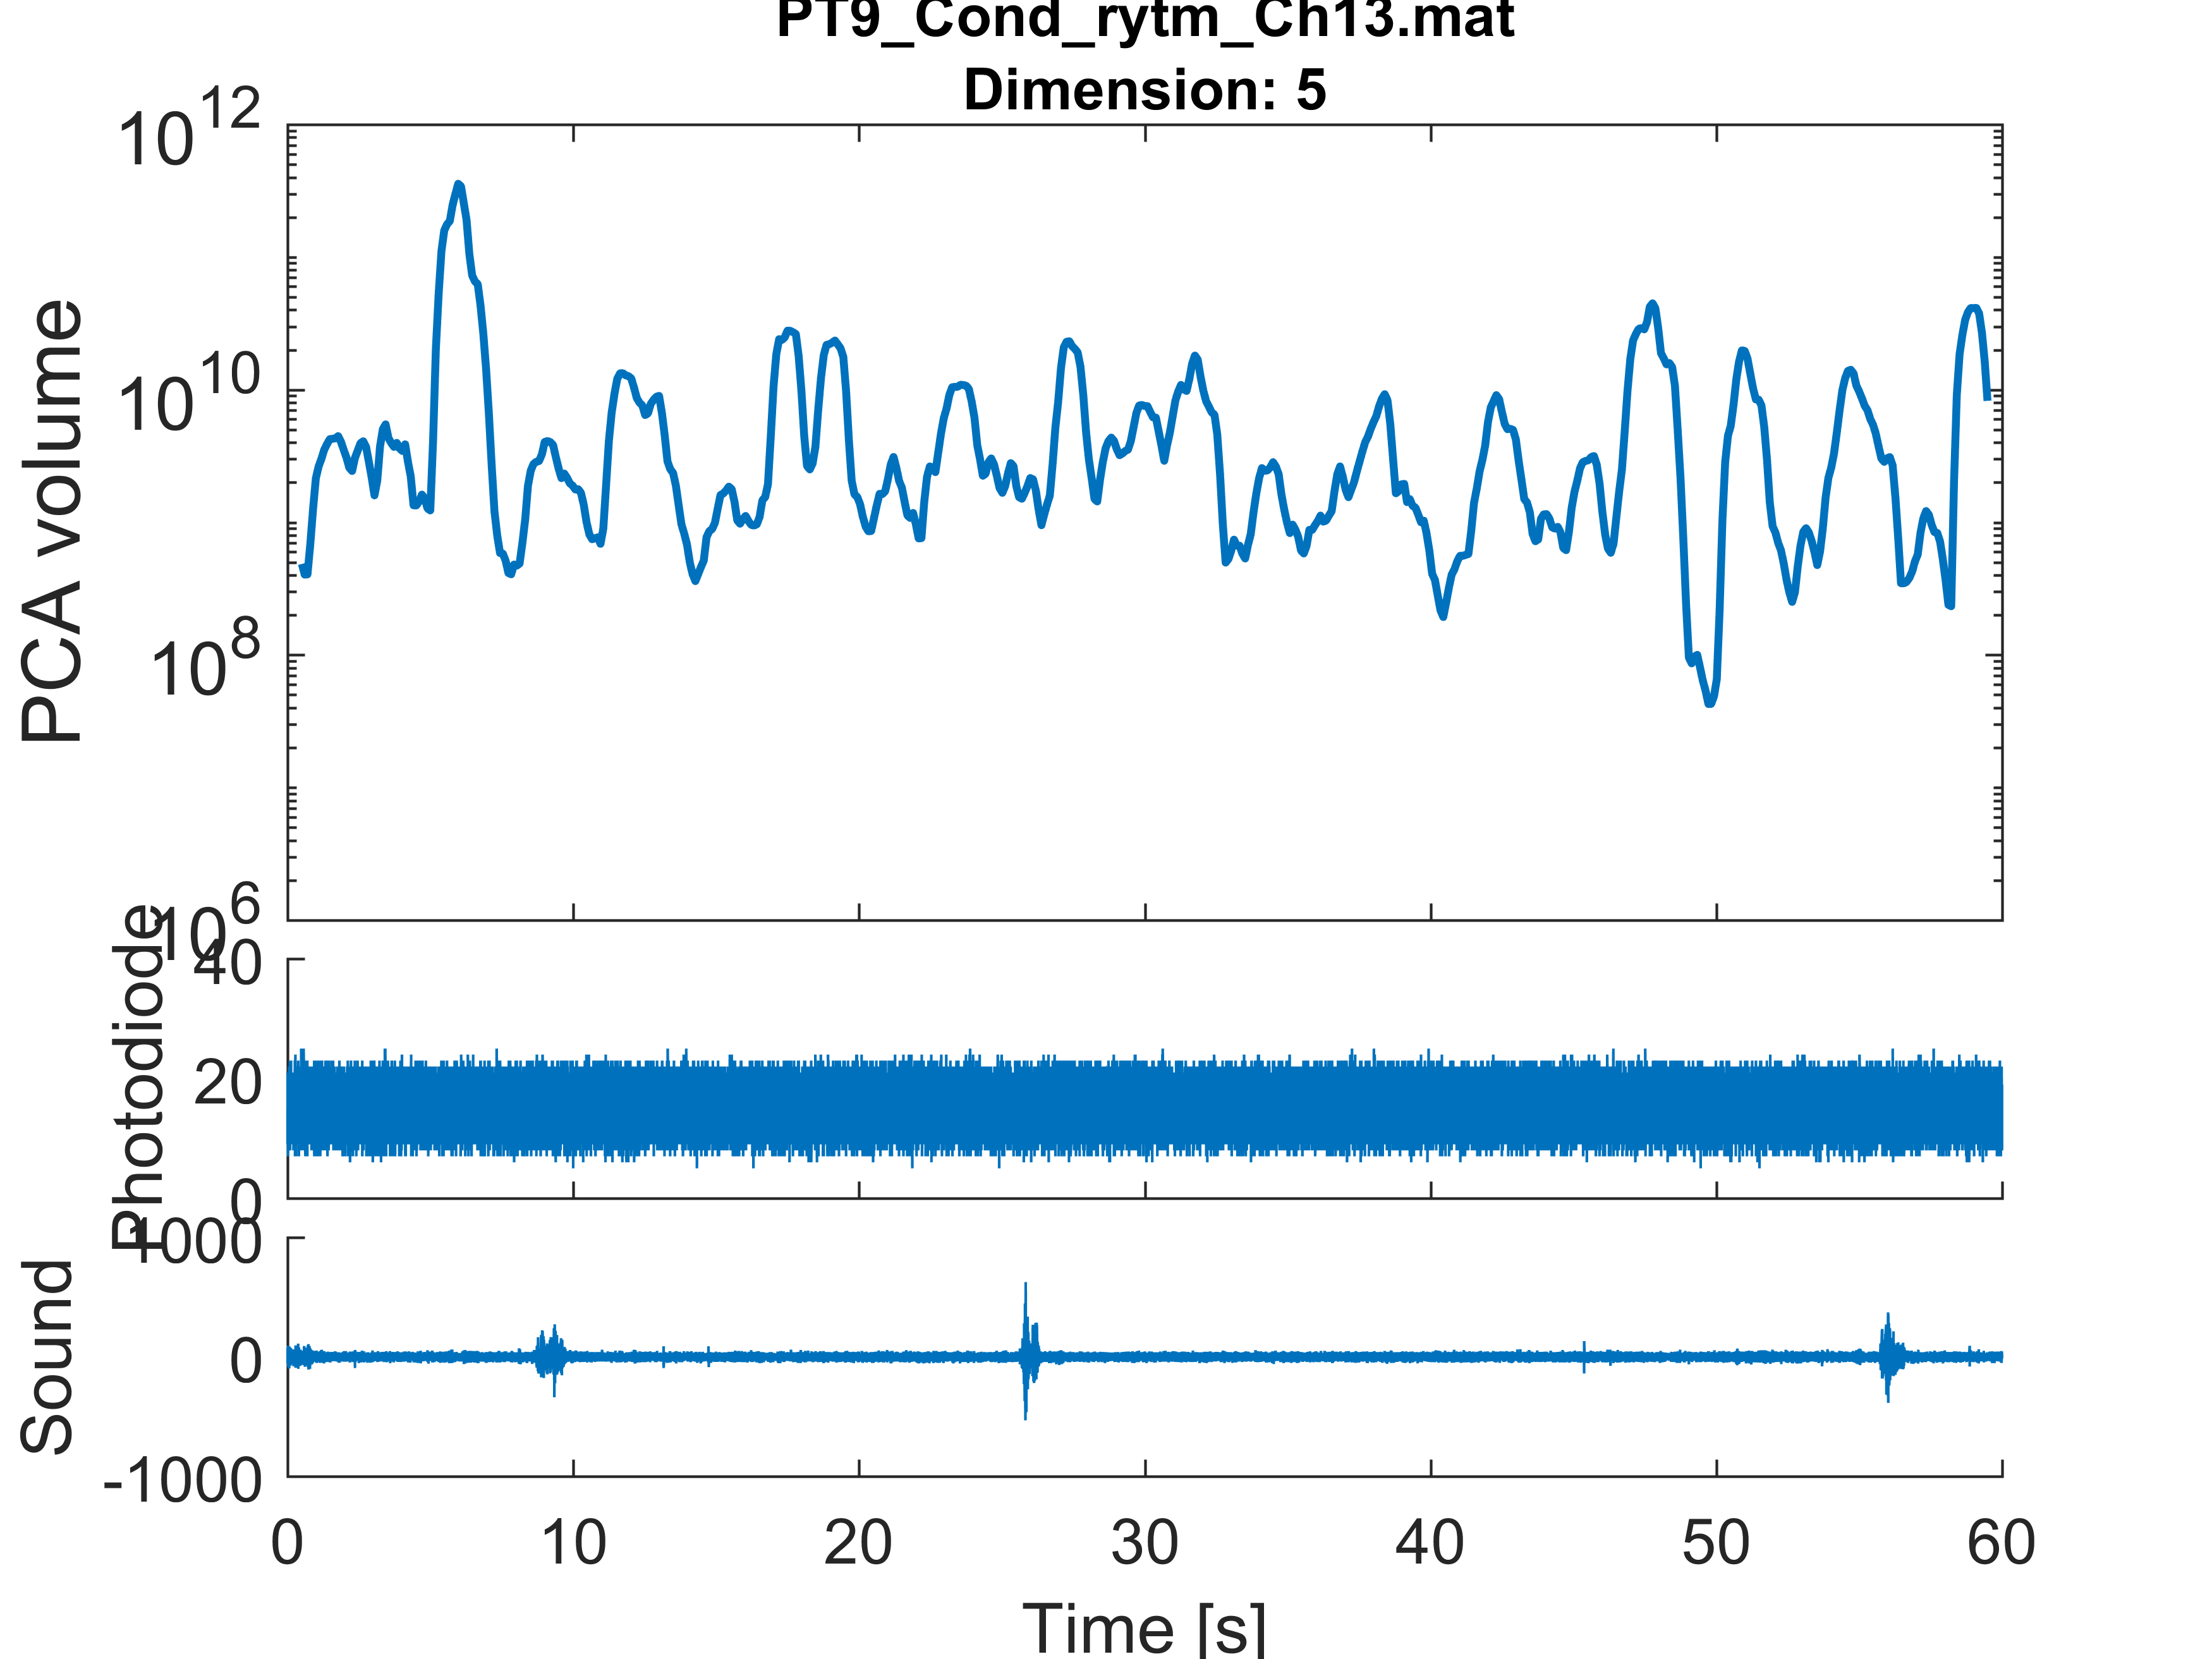 PT9_Cond_rytm_Ch13.mat
Dimension: 5
10^12
10^10
10^8
10^6
PCA volume
40
20
0
Photodiode
1000
0
-1000
Sound
0 10 20 30 40 50 60
Time [s]